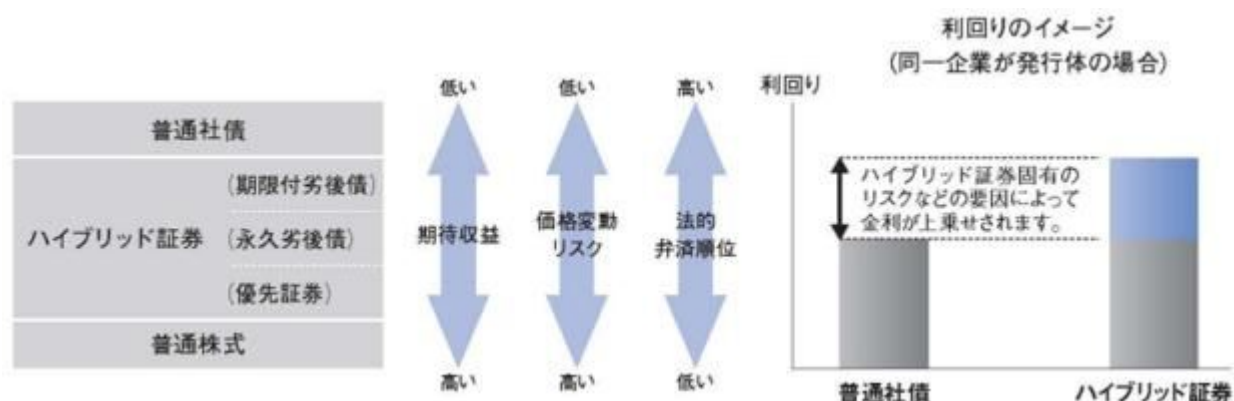 利回りのイメージ
(同一企業が発行体の場合)
低い
低い
高い
利回り
普通社債
ハイブリッド証券
(期限付劣後債)
(永久劣後債)
(優先証券)
普通株式
期待収益
価格変動
リスク
法的
弁済順位
高い
高い
低い
ハイブリッド証券固有の
リスクなどの要因によって
金利が上乗せされます。
普通社債
ハイブリッド証券